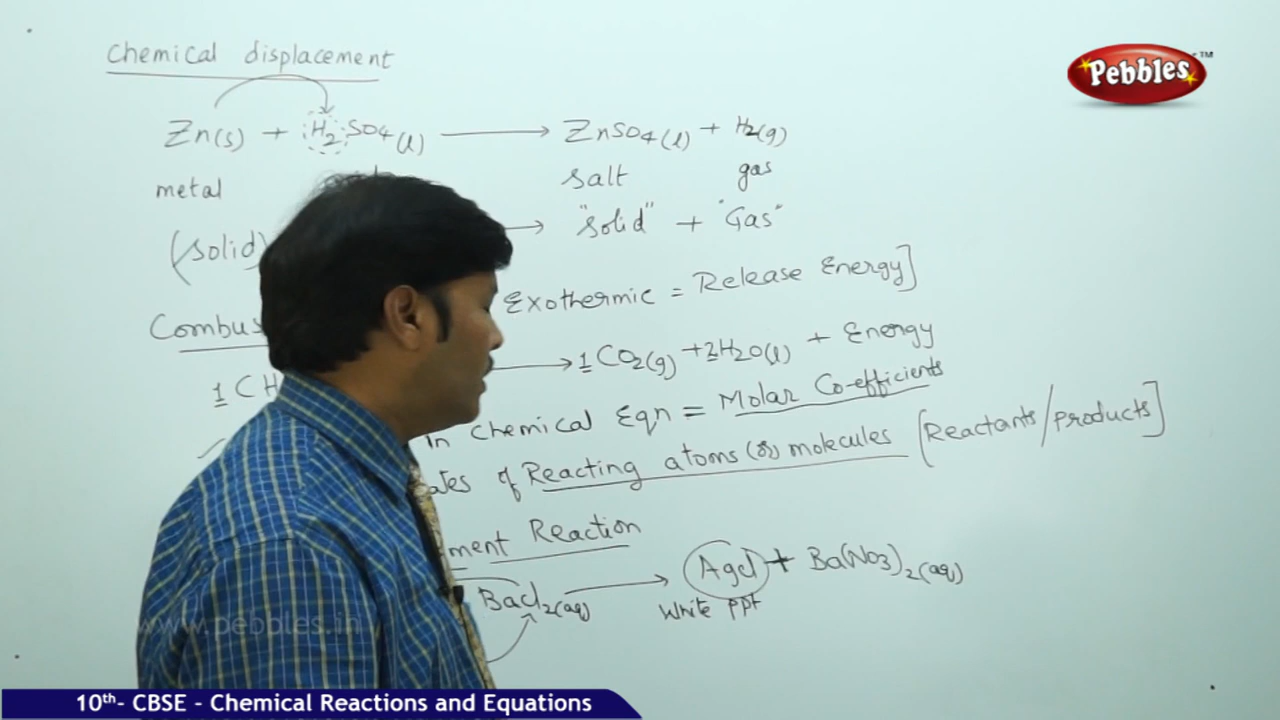 Chemical displacement
Pebbles™
Zn(s) + H2SO4(l) → ZnSO4(l) + H2(g)
metal salt gas
(solid) → "solid" + "Gas"
Exothermic = Release Energy]
Combus
1 CH → 1 CO2(g) + 2H2O(l) + Energy
in chemical Eqn = Molar Co-efficients
ates of Reacting atoms (or) molecules [Reactants/products]
ment Reaction
BaCl2(aq) → AgCl + Ba(NO3)2(aq)
White PPt
www.pebbles.in
10th- CBSE - Chemical Reactions and Equations